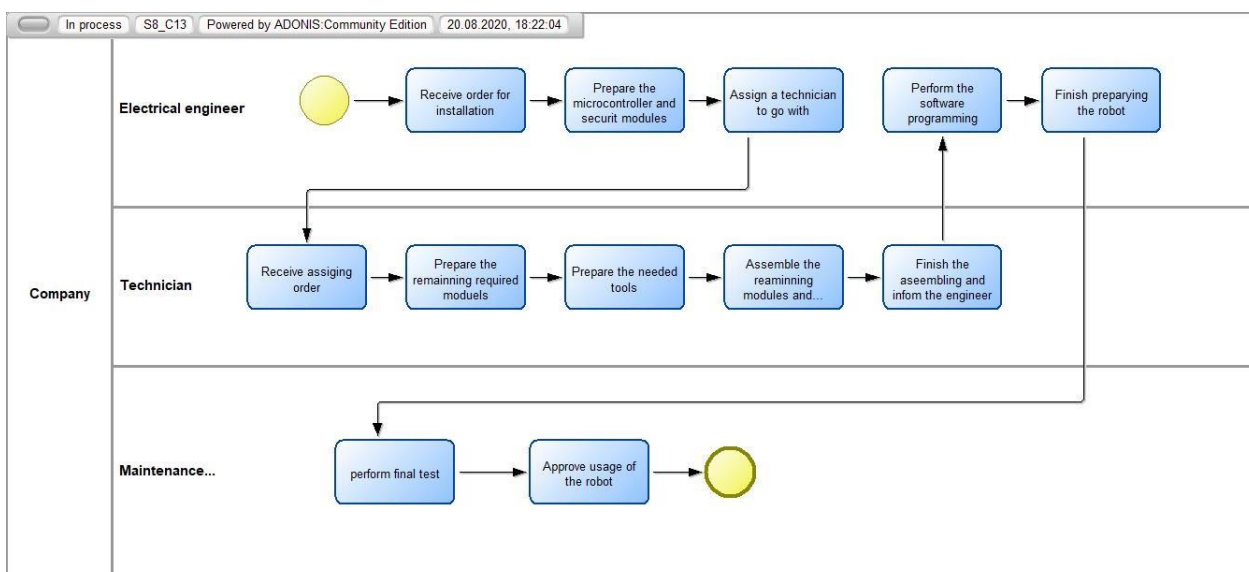 In process S8_C13 Powered by ADONIS:Community Edition 20.08.2020, 18:22:04
Company
Electrical engineer
Receive order for
installation
Prepare the
microcontroller and
securit modules
Assign a technician
to go with
Perform the
software
programming
Finish preparying
the robot
Technician
Receive assiging
order
Prepare the
remainning required
moduels
Prepare the needed
tools
Assemble the
reaminning
modules and...
Finish the
aseembling and
infom the engineer
Maintenance...
perform final test
Approve usage of
the robot